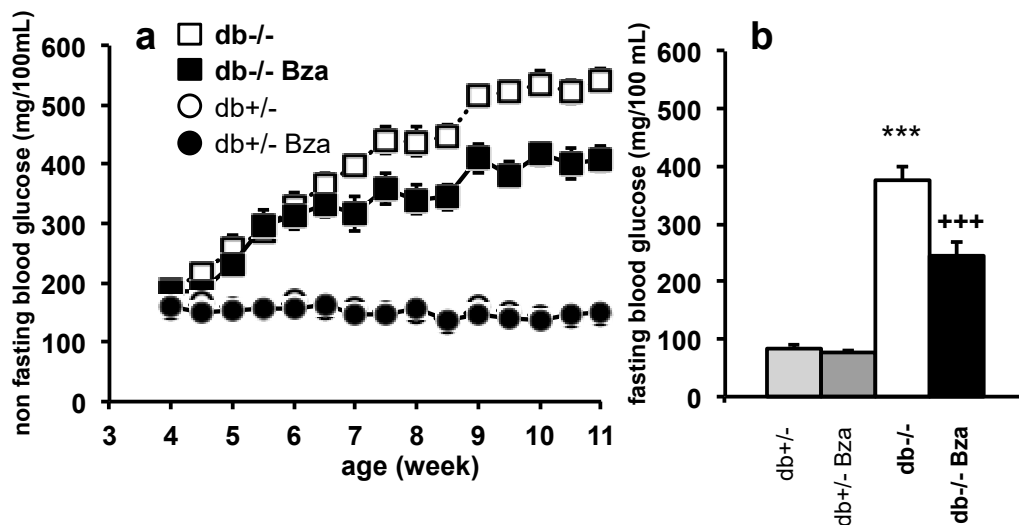 a
db-/-
db-/- Bza
db+/-
db+/- Bza
non fasting blood glucose (mg/100mL)
600
500
400
300
200
100
0
3 4 5 6 7 8 9 10 11
age (week)
b
fasting blood glucose (mg/100 mL)
600
500
400
300
200
100
0
***
+++
db+/-
db+/- Bza
db-/-
db-/- Bza